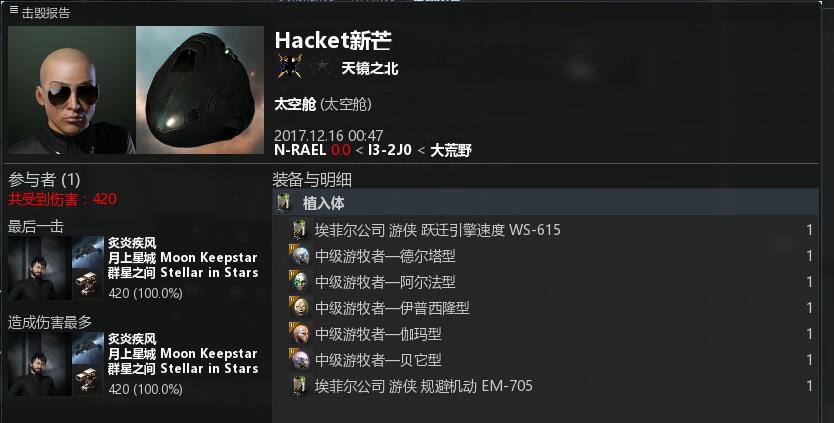 击毁报告
Hacket新芒
天镜之北
太空舱 (太空舱)
2017.12.16 00:47
N-RAEL 0.0 < I3-2J0 < 大荒野
参与者 (1)
共受到伤害：420
最后一击
炙炎疾风
月上星城 Moon Keepstar
群星之间 Stellar in Stars
420 (100.0%)
造成伤害最多
炙炎疾风
月上星城 Moon Keepstar
群星之间 Stellar in Stars
420 (100.0%)
装备与明细
植入体
埃菲尔公司 游侠 跃迁引擎速度 WS-615 1
中级游牧者—德尔塔型 1
中级游牧者—阿尔法型 1
中级游牧者—伊普西隆型 1
中级游牧者—伽玛型 1
中级游牧者—贝它型 1
埃菲尔公司 游侠 规避机动 EM-705 1